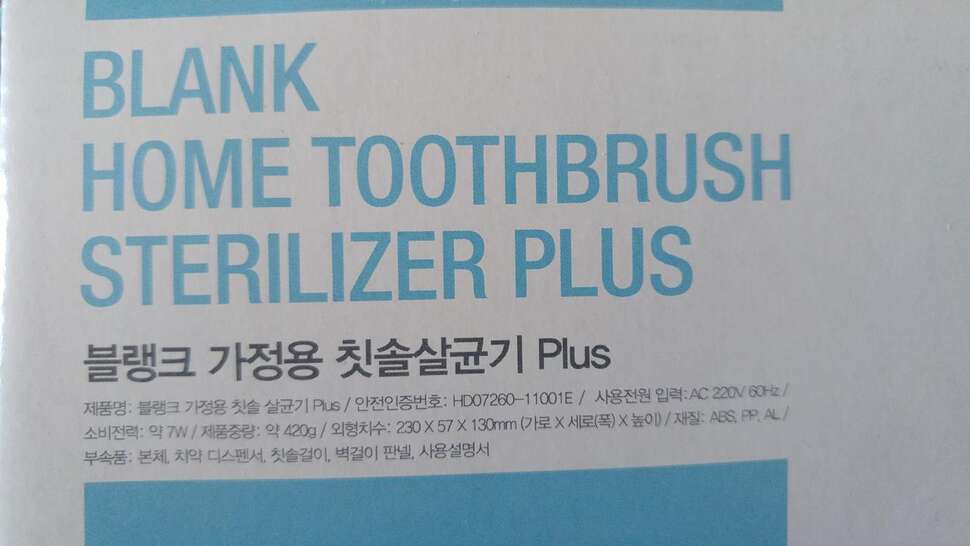 BLANK
HOME TOOTHBRUSH
STERILIZER PLUS
블랭크 가정용 칫솔살균기 Plus
제품명: 블랭크 가정용 칫솔 살균기 Plus / 안전인증번호: HD07260-11001E / 사용전원 입력: AC 220V 60Hz /
소비전력: 약 7W / 제품중량: 약 420g / 외형치수: 230 X 57 X 130mm (가로 X 세로(폭) X 높이) / 재질: ABS, PP, AL /
부속품: 본체, 치약 디스펜서, 칫솔걸이, 벽걸이 판넬, 사용설명서